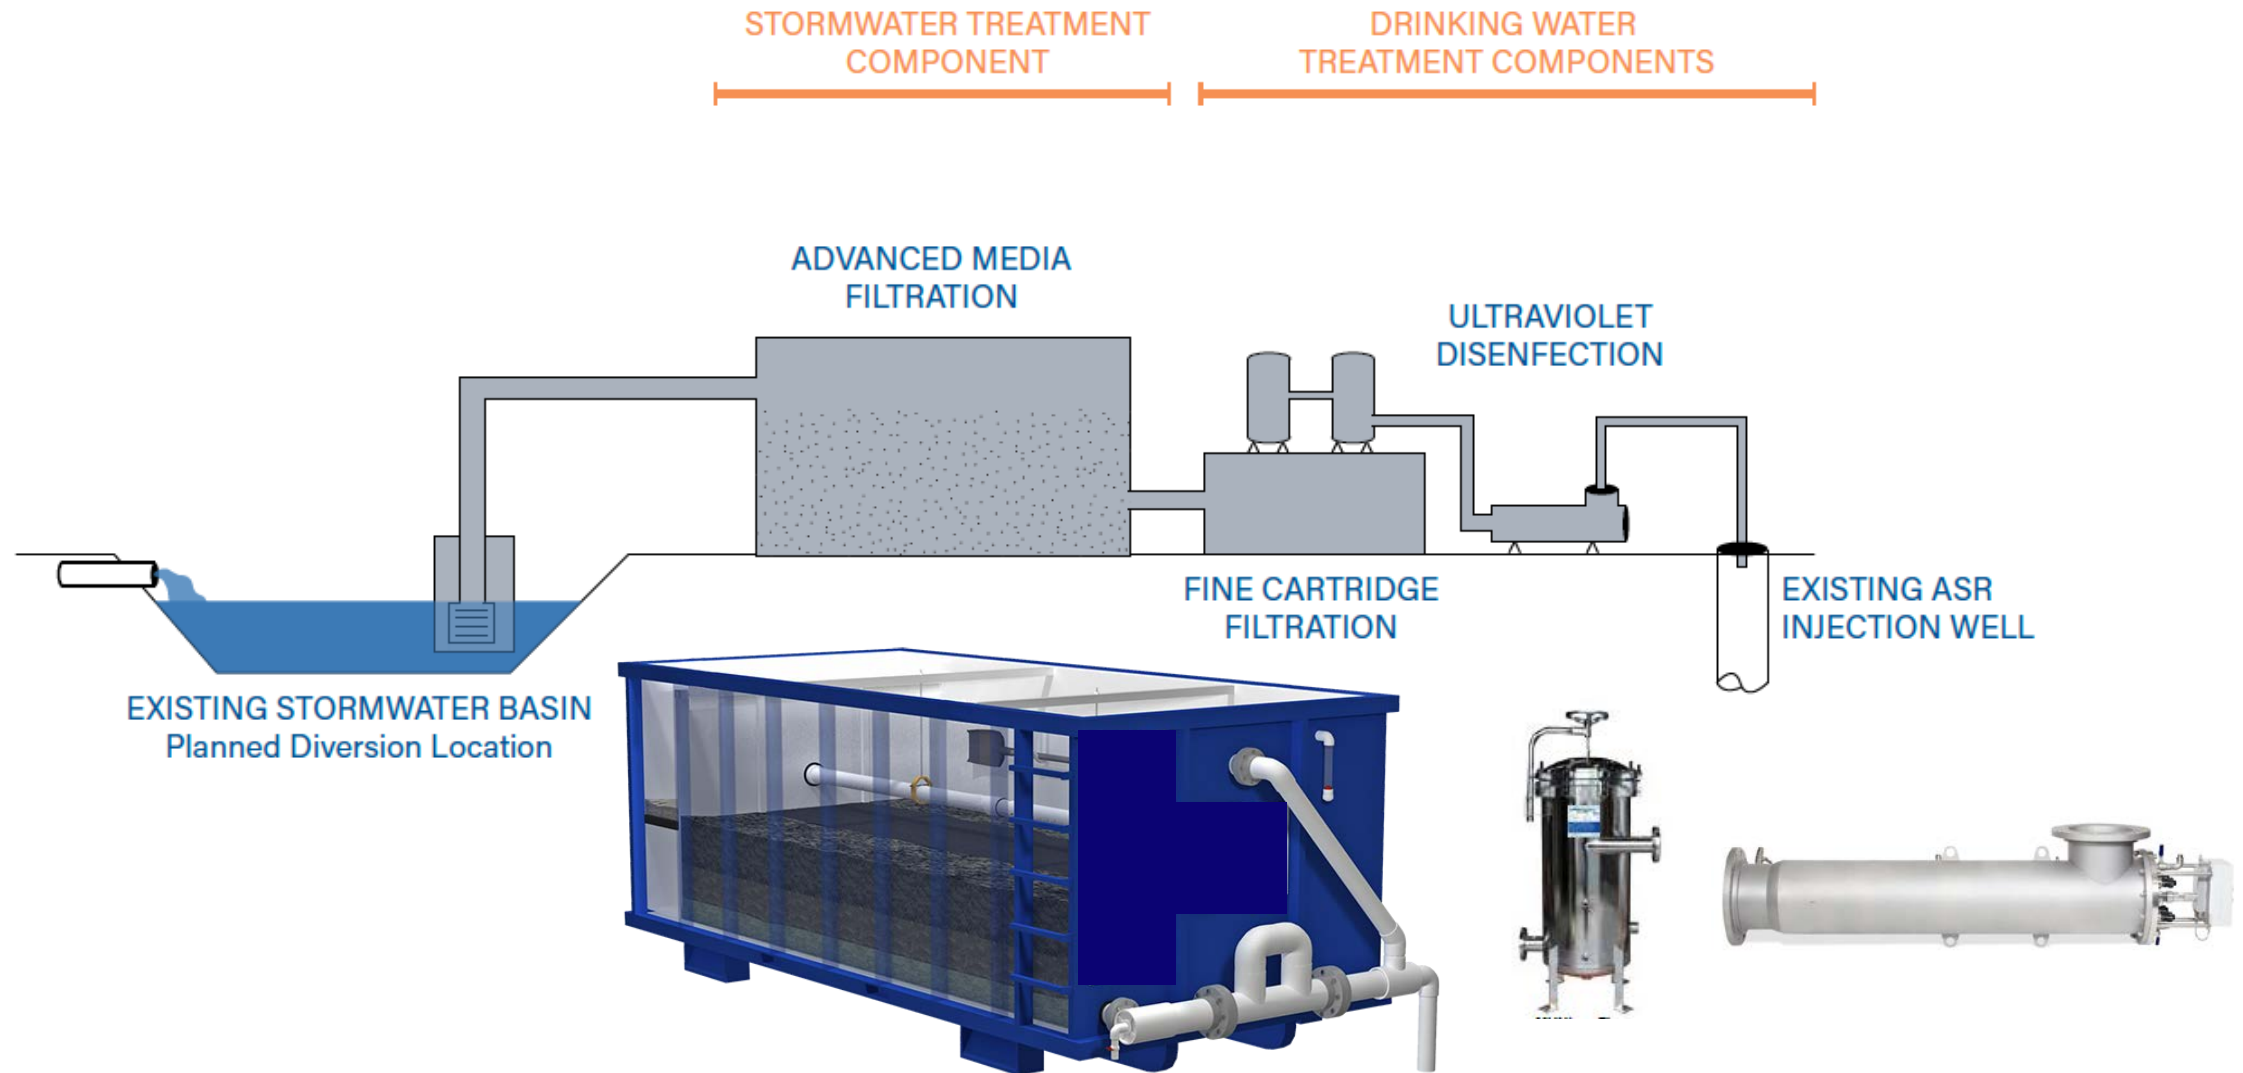 STORMWATER TREATMENT
COMPONENT
DRINKING WATER
TREATMENT COMPONENTS
ADVANCED MEDIA
FILTRATION
ULTRAVIOLET
DISENFECTION
FINE CARTRIDGE
FILTRATION
EXISTING ASR
INJECTION WELL
EXISTING STORMWATER BASIN
Planned Diversion Location